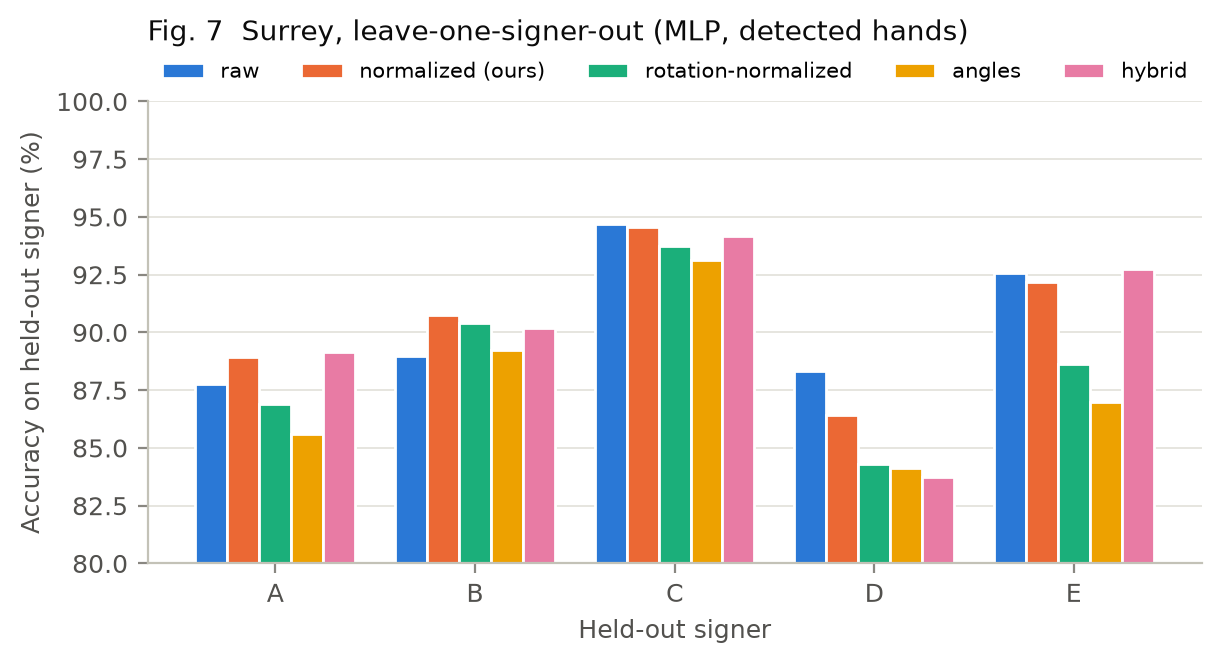 Fig. 7  Surrey, leave-one-signer-out (MLP, detected hands)
raw normalized (ours) rotation-normalized angles hybrid
Accuracy on held-out signer (%)
100.0
97.5
95.0
92.5
90.0
87.5
85.0
82.5
80.0
A B C D E
Held-out signer